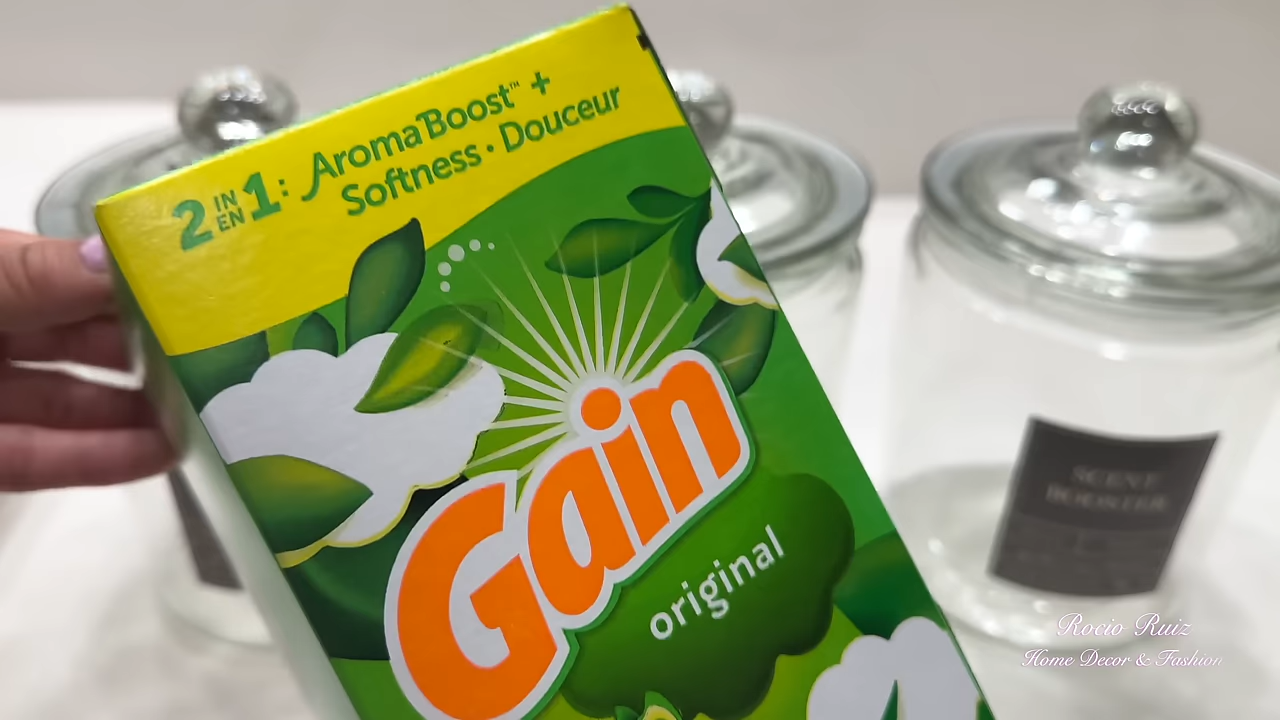 2 IN EN 1: AromaBoost™ +
Softness · Douceur
Gain
original
SCENT
BOOSTER
Rocio Ruiz
Home Decor & Fashion